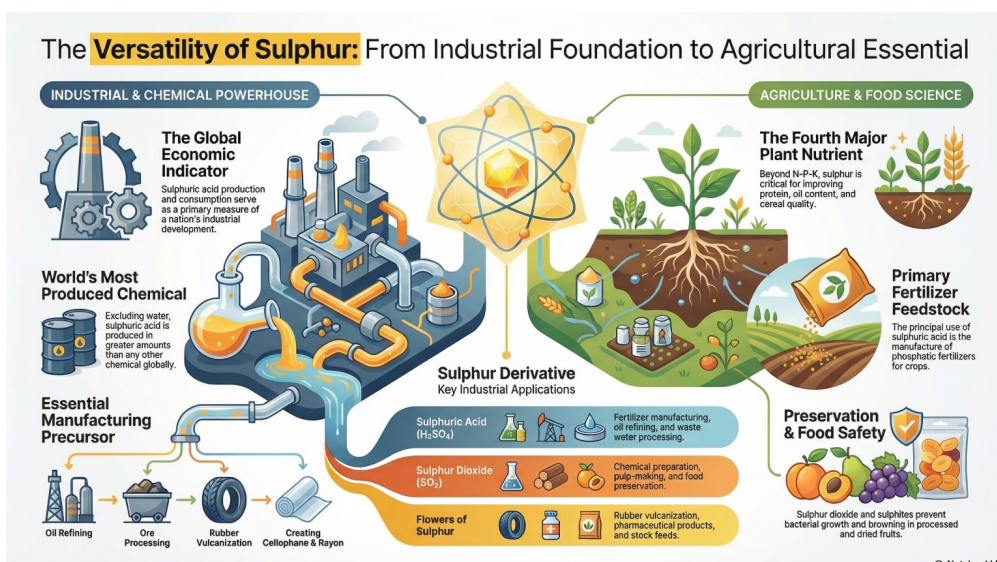 The Versatility of Sulphur: From Industrial Foundation to Agricultural Essential
INDUSTRIAL & CHEMICAL POWERHOUSE
The Global
Economic
Indicator
Sulphuric acid production
and consumption serve
as a primary measure of
a nation's industrial
development.
World's Most
Produced Chemical
Excluding water,
sulphuric acid is
produced in
greater amounts
than any other
chemical globally.
Essential
Manufacturing
Precursor
Oil Refining
Ore
Processing
Rubber
Vulcanization
Creating
Cellophane & Rayon
Sulphur Derivative
Key Industrial Applications
Sulphuric Acid
(H₂SO₄)
Fertilizer manufacturing,
oil refining, and waste
water processing.
Sulphur Dioxide
(SO₂)
Chemical preparation,
pulp-making, and food
preservation.
Flowers of
Sulphur
Rubber vulcanization,
pharmaceutical products,
and stock feeds.
AGRICULTURE & FOOD SCIENCE
The Fourth Major
Plant Nutrient
Beyond N-P-K, sulphur is
critical for improving
protein, oil content, and
cereal quality.
Primary
Fertilizer
Feedstock
The principal use of
sulphuric acid is the
manufacture of
phosphatic fertilizers
for crops.
Preservation
& Food Safety
Sulphur dioxide and sulphites prevent
bacterial growth and browning in processed
and dried fruits.